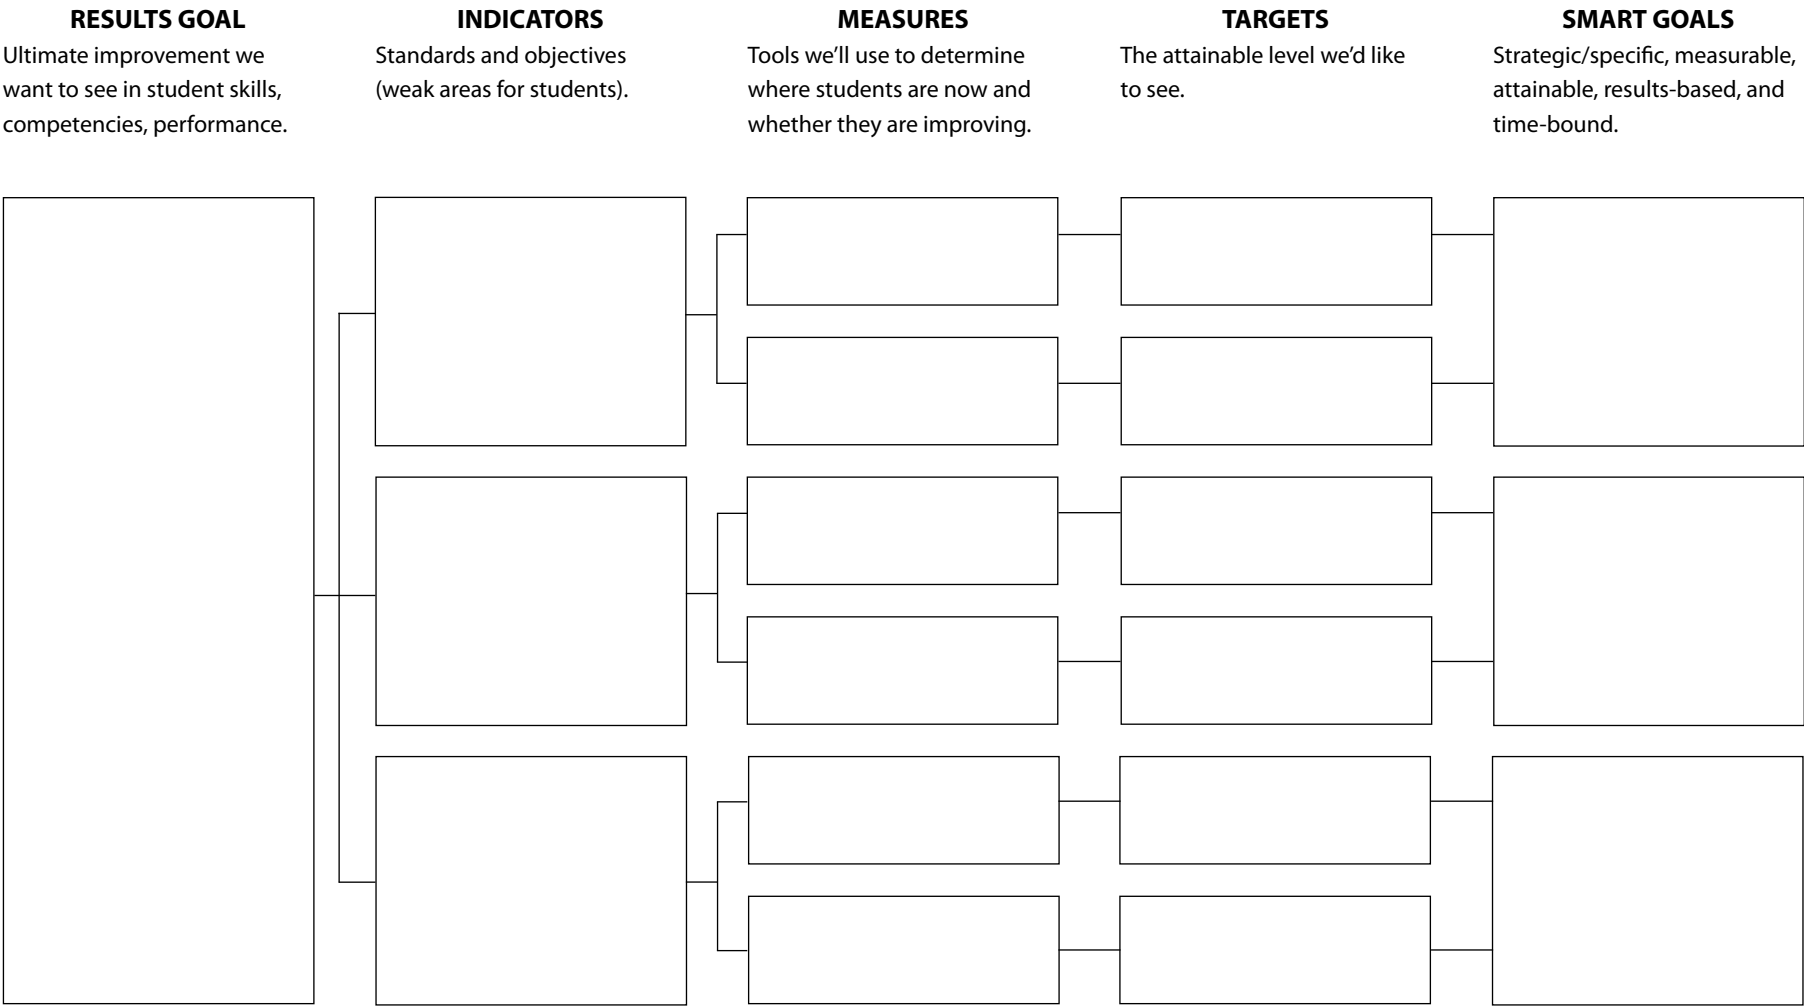 RESULTS GOAL
Ultimate improvement we
want to see in student skills,
competencies, performance.
INDICATORS
Standards and objectives
(weak areas for students).
MEASURES
Tools we’ll use to determine
where students are now and
whether they are improving.
TARGETS
The attainable level we’d like
to see.
SMART GOALS
Strategic/specific, measurable,
attainable, results-based, and
time-bound.